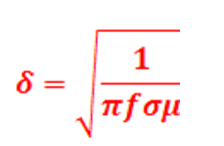 δ = √(1 / πfσμ)